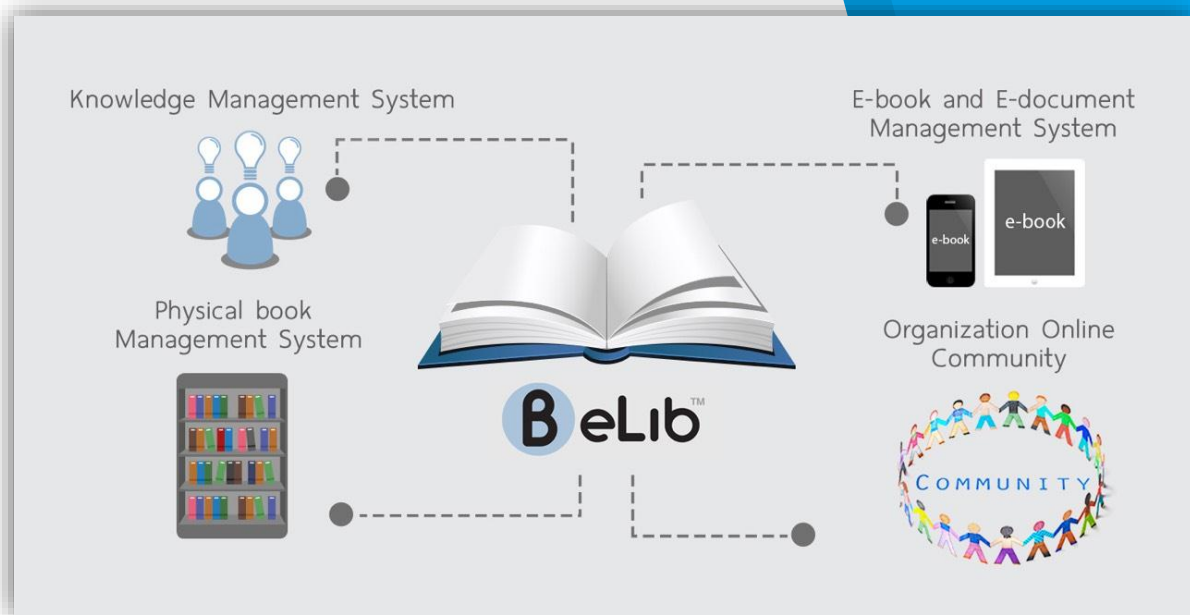 Knowledge Management System
E-book and E-document
Management System
e-book
e-book
Physical book
Management System
Organization Online
Community
BeLib™
COMMUNITY